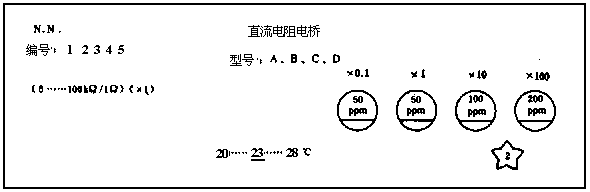 N.N.
直流电阻电桥
编号: 1 2 3 4 5
型号: A、B、C、D
×0.1 ×1 ×10 ×100
(0……100kΩ/1Ω)(×1)
50 ppm 50 ppm 100 ppm 200 ppm
20…… 23…… 28 ℃
2